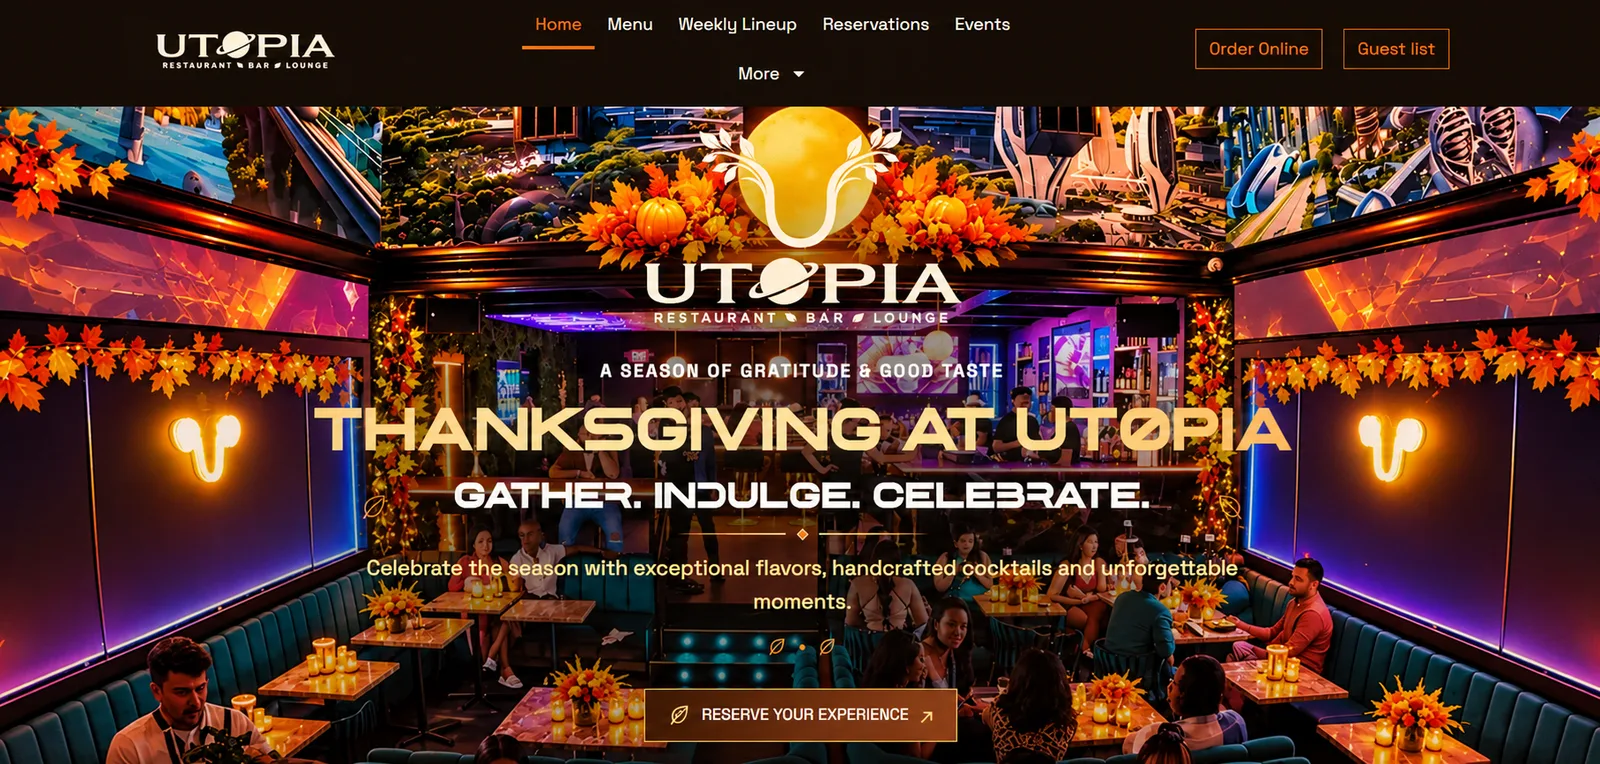 UTOPIA
RESTAURANT BAR LOUNGE
Home Menu Weekly Lineup Reservations Events
More
Order Online Guest list
UTOPIA
RESTAURANT BAR LOUNGE
A SEASON OF GRATITUDE & GOOD TASTE
THANKSGIVING AT UTØPIA
GATHER. INDULGE. CELEBRATE.
Celebrate the season with exceptional flavors, handcrafted cocktails and unforgettable
moments.
RESERVE YOUR EXPERIENCE